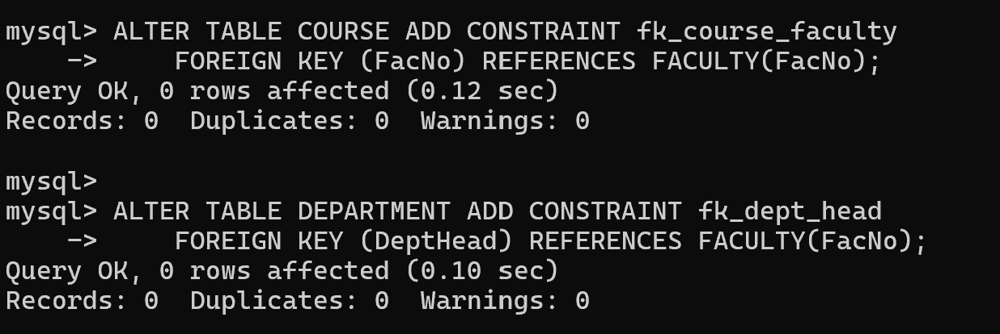 mysql> ALTER TABLE COURSE ADD CONSTRAINT fk_course_faculty
    ->     FOREIGN KEY (FacNo) REFERENCES FACULTY(FacNo);
Query OK, 0 rows affected (0.12 sec)
Records: 0  Duplicates: 0  Warnings: 0

mysql>
mysql> ALTER TABLE DEPARTMENT ADD CONSTRAINT fk_dept_head
    ->     FOREIGN KEY (DeptHead) REFERENCES FACULTY(FacNo);
Query OK, 0 rows affected (0.10 sec)
Records: 0  Duplicates: 0  Warnings: 0